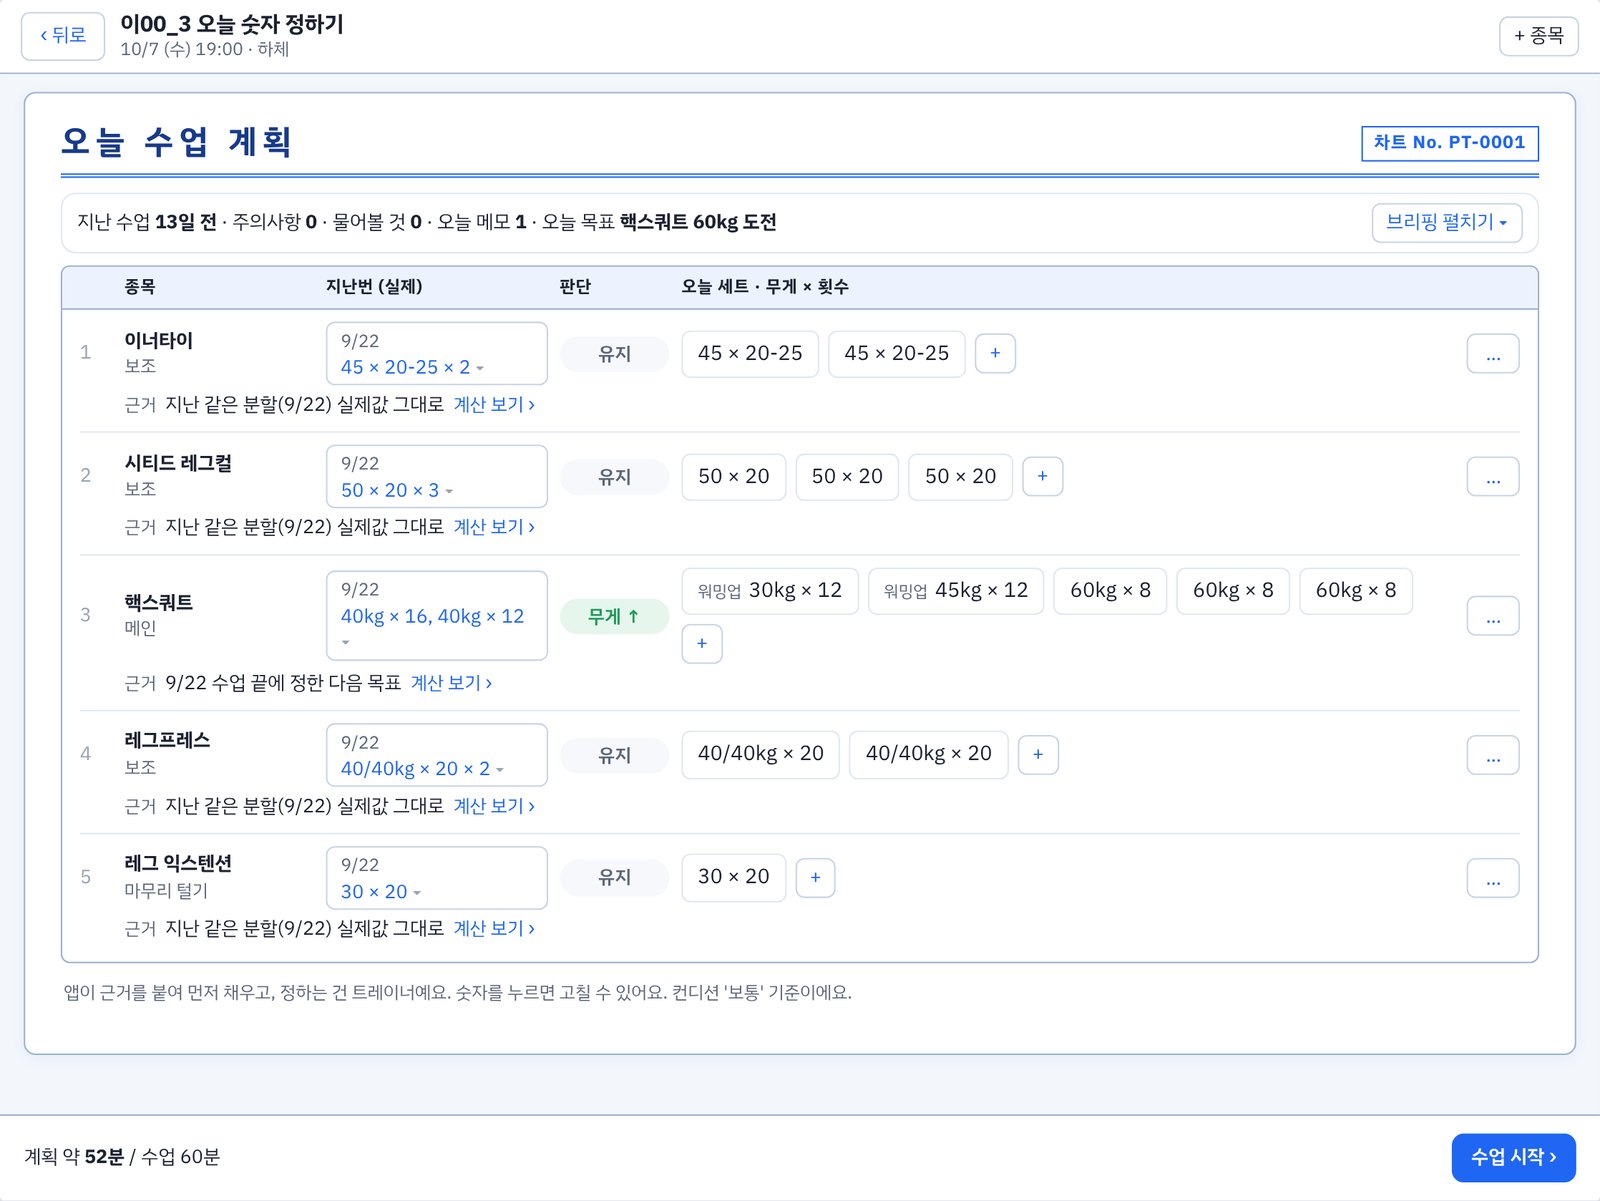 ‹ 뒤로
이00_3 오늘 숫자 정하기
10/7 (수) 19:00 · 하체
+ 종목
오늘 수업 계획
차트 No. PT-0001
지난 수업 13일 전 · 주의사항 0 · 물어볼 것 0 · 오늘 메모 1 · 오늘 목표 핵스쿼트 60kg 도전
브리핑 펼치기 ▾
종목 지난번 (실제) 판단 오늘 세트 · 무게 × 횟수
1 이너타이 보조 9/22 45 × 20-25 × 2 ▾ 유지 45 × 20-25 45 × 20-25 + ...
근거 지난 같은 분할(9/22) 실제값 그대로 계산 보기 ›
2 시티드 레그컬 보조 9/22 50 × 20 × 3 ▾ 유지 50 × 20 50 × 20 50 × 20 + ...
근거 지난 같은 분할(9/22) 실제값 그대로 계산 보기 ›
3 핵스쿼트 메인 9/22 40kg × 16, 40kg × 12 ▾ 무게 ↑ 워밍업 30kg × 12 워밍업 45kg × 12 60kg × 8 60kg × 8 60kg × 8 + ...
근거 9/22 수업 끝에 정한 다음 목표 계산 보기 ›
4 레그프레스 보조 9/22 40/40kg × 20 × 2 ▾ 유지 40/40kg × 20 40/40kg × 20 + ...
근거 지난 같은 분할(9/22) 실제값 그대로 계산 보기 ›
5 레그 익스텐션 마무리 털기 9/22 30 × 20 ▾ 유지 30 × 20 + ...
근거 지난 같은 분할(9/22) 실제값 그대로 계산 보기 ›
앱이 근거를 붙여 먼저 채우고, 정하는 건 트레이너예요. 숫자를 누르면 고칠 수 있어요. 컨디션 '보통' 기준이에요.
계획 약 52분 / 수업 60분
수업 시작 ›